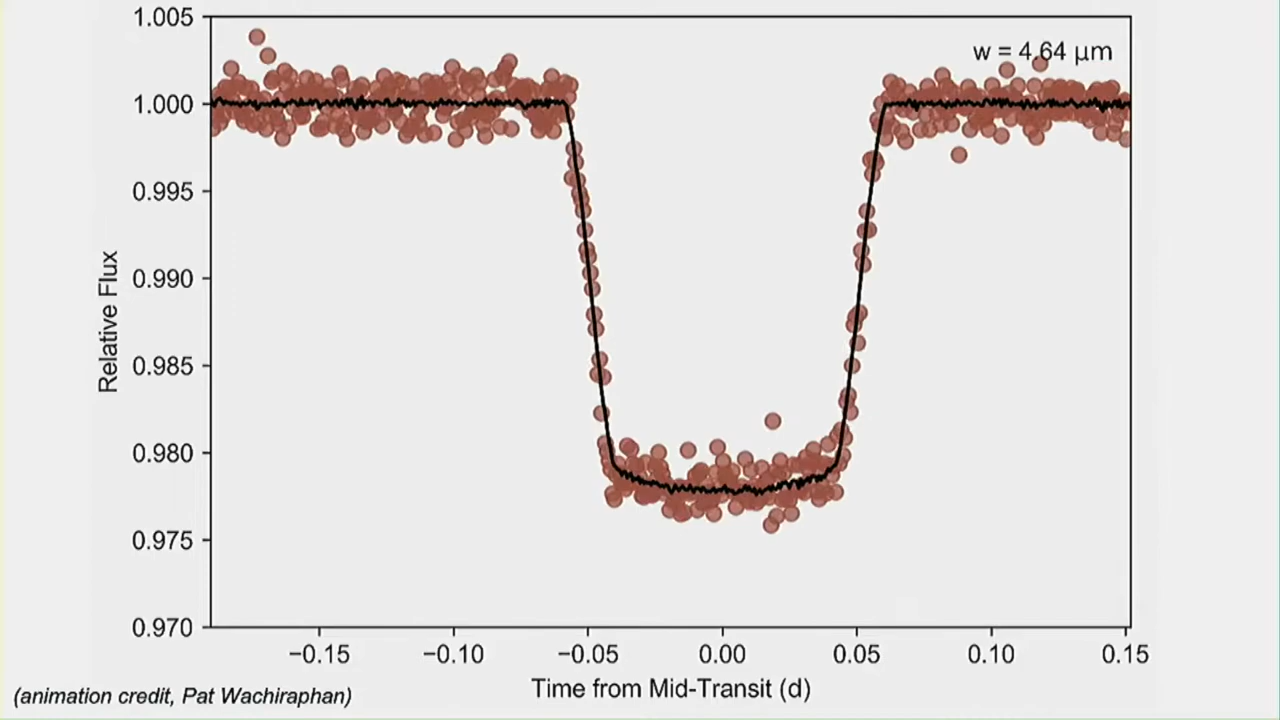 1.005
w = 4.64 µm
1.000
0.995
0.990
0.985
0.980
0.975
0.970
Relative Flux
−0.15 −0.10 −0.05 0.00 0.05 0.10 0.15
Time from Mid-Transit (d)
(animation credit, Pat Wachiraphan)